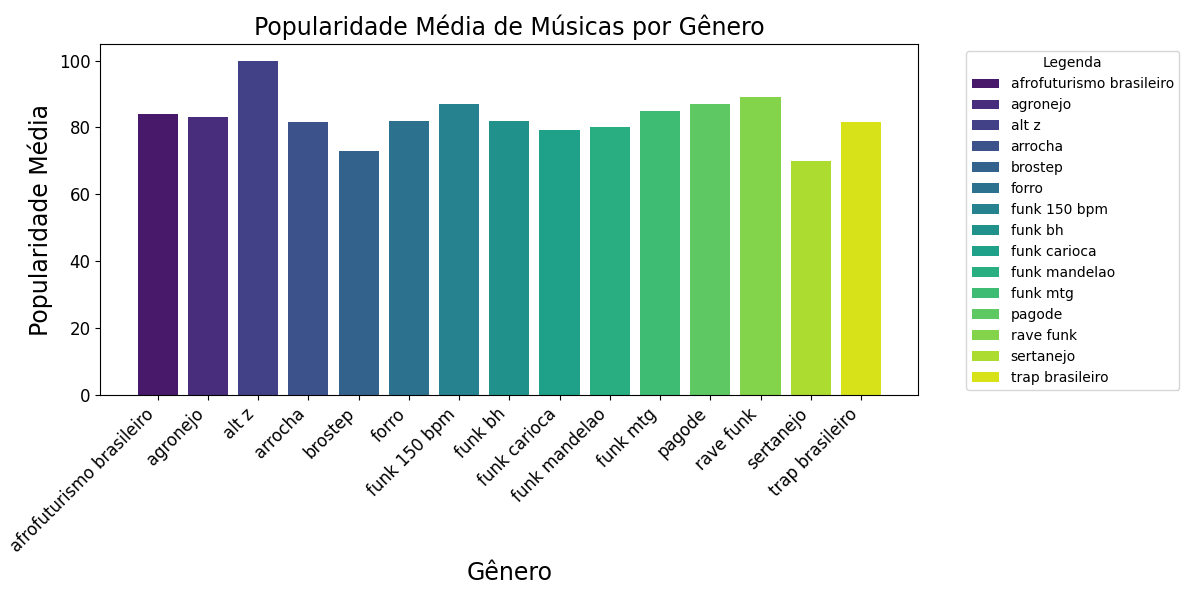 Popularidade Média de Músicas por Gênero
Popularidade Média
100
80
60
40
20
0
afrofuturismo brasileiro
agronejo
alt z
arrocha
brostep
forro
funk 150 bpm
funk bh
funk carioca
funk mandelao
funk mtg
pagode
rave funk
sertanejo
trap brasileiro
Gênero
Legenda
afrofuturismo brasileiro
agronejo
alt z
arrocha
brostep
forro
funk 150 bpm
funk bh
funk carioca
funk mandelao
funk mtg
pagode
rave funk
sertanejo
trap brasileiro